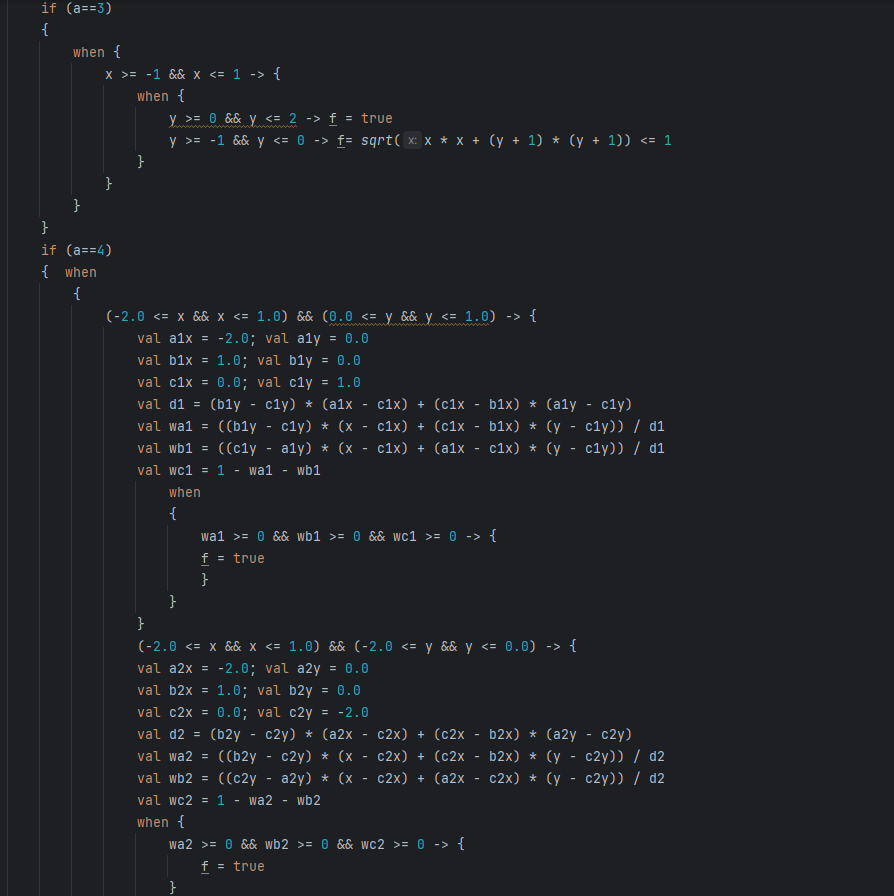 if (a==3)
{
when {
x >= -1 && x <= 1 -> {
when {
y >= 0 && y <= 2 -> f = true
y >= -1 && y <= 0 -> f= sqrt( x: x * x + (y + 1) * (y + 1)) <= 1
}
}
}
}
if (a==4)
{ when
{
(-2.0 <= x && x <= 1.0) && (0.0 <= y && y <= 1.0) -> {
val a1x = -2.0; val a1y = 0.0
val b1x = 1.0; val b1y = 0.0
val c1x = 0.0; val c1y = 1.0
val d1 = (b1y - c1y) * (a1x - c1x) + (c1x - b1x) * (a1y - c1y)
val wa1 = ((b1y - c1y) * (x - c1x) + (c1x - b1x) * (y - c1y)) / d1
val wb1 = ((c1y - a1y) * (x - c1x) + (a1x - c1x) * (y - c1y)) / d1
val wc1 = 1 - wa1 - wb1
when
{
wa1 >= 0 && wb1 >= 0 && wc1 >= 0 -> {
f = true
}
}
}
(-2.0 <= x && x <= 1.0) && (-2.0 <= y && y <= 0.0) -> {
val a2x = -2.0; val a2y = 0.0
val b2x = 1.0; val b2y = 0.0
val c2x = 0.0; val c2y = -2.0
val d2 = (b2y - c2y) * (a2x - c2x) + (c2x - b2x) * (a2y - c2y)
val wa2 = ((b2y - c2y) * (x - c2x) + (c2x - b2x) * (y - c2y)) / d2
val wb2 = ((c2y - a2y) * (x - c2x) + (a2x - c2x) * (y - c2y)) / d2
val wc2 = 1 - wa2 - wb2
when {
wa2 >= 0 && wb2 >= 0 && wc2 >= 0 -> {
f = true
}